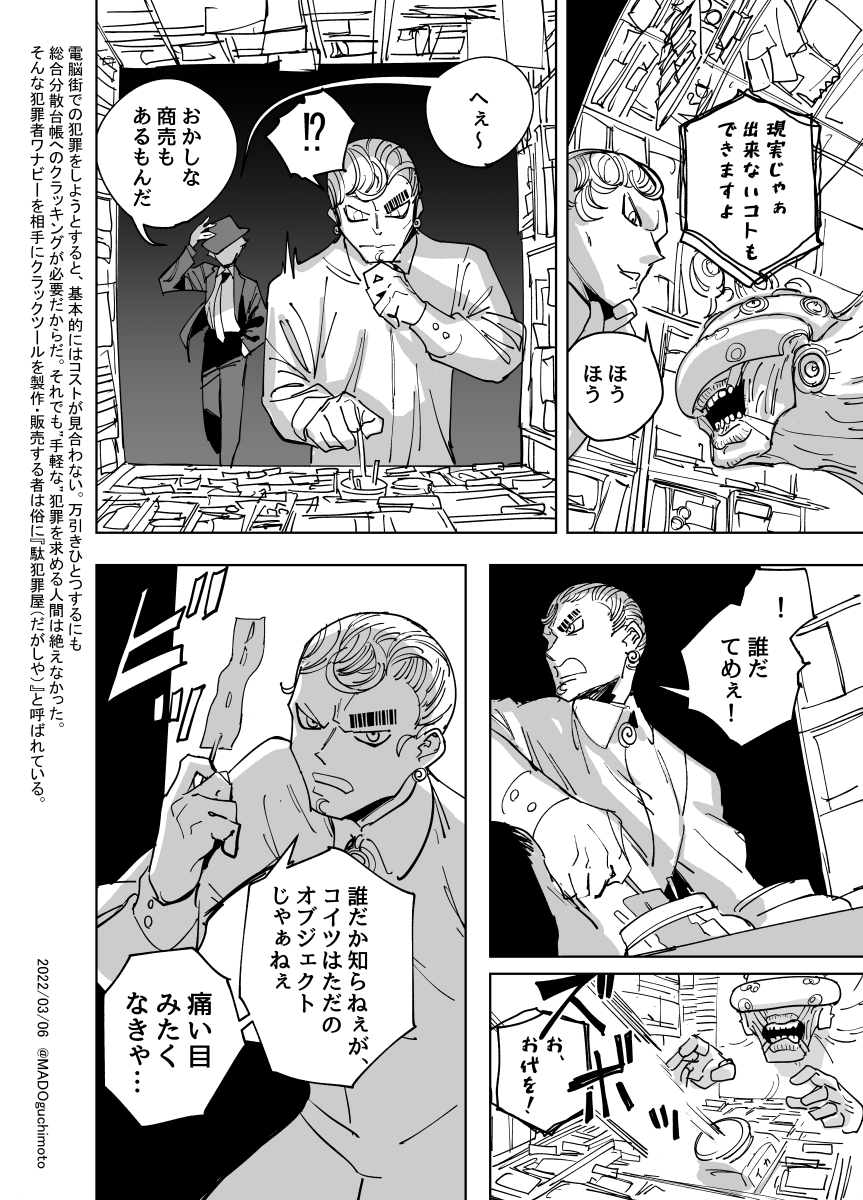 現実じゃぁ
出来ないコトも
できますよ
ほう
ほう
へぇ〜
!?
おかしな
商売も
あるもんだ
!
誰だ
てめぇ!
ズボッ
お、
お代を!
イカ
ビビビ
誰だか知らねぇが、
コイツはただの
オブジェクト
じゃぁねぇ
痛い目
みたく
なきゃ…
電脳街での犯罪をしようとすると、基本的にはコストが見合わない。万引きひとつするにも
総合分散台帳へのクラッキングが必要だからだ。それでも"手軽な"犯罪を求める人間は絶えなかった。
そんな犯罪者ワナビーを相手にクラックツールを製作・販売する者は俗に『駄犯罪屋(だがしや)』と呼ばれている。
2022/03/06 @MADOguchimoto